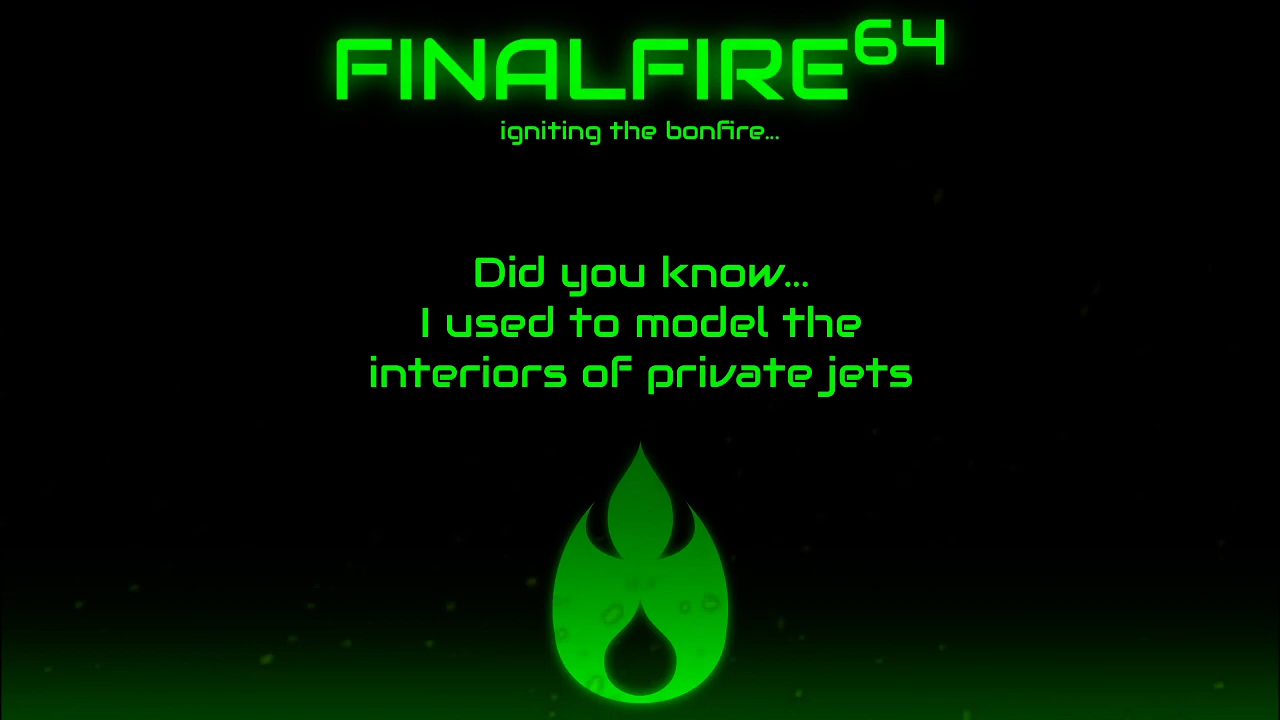 FINALFIRE64
igniting the bonfire...
Did you know...
I used to model the
interiors of private jets